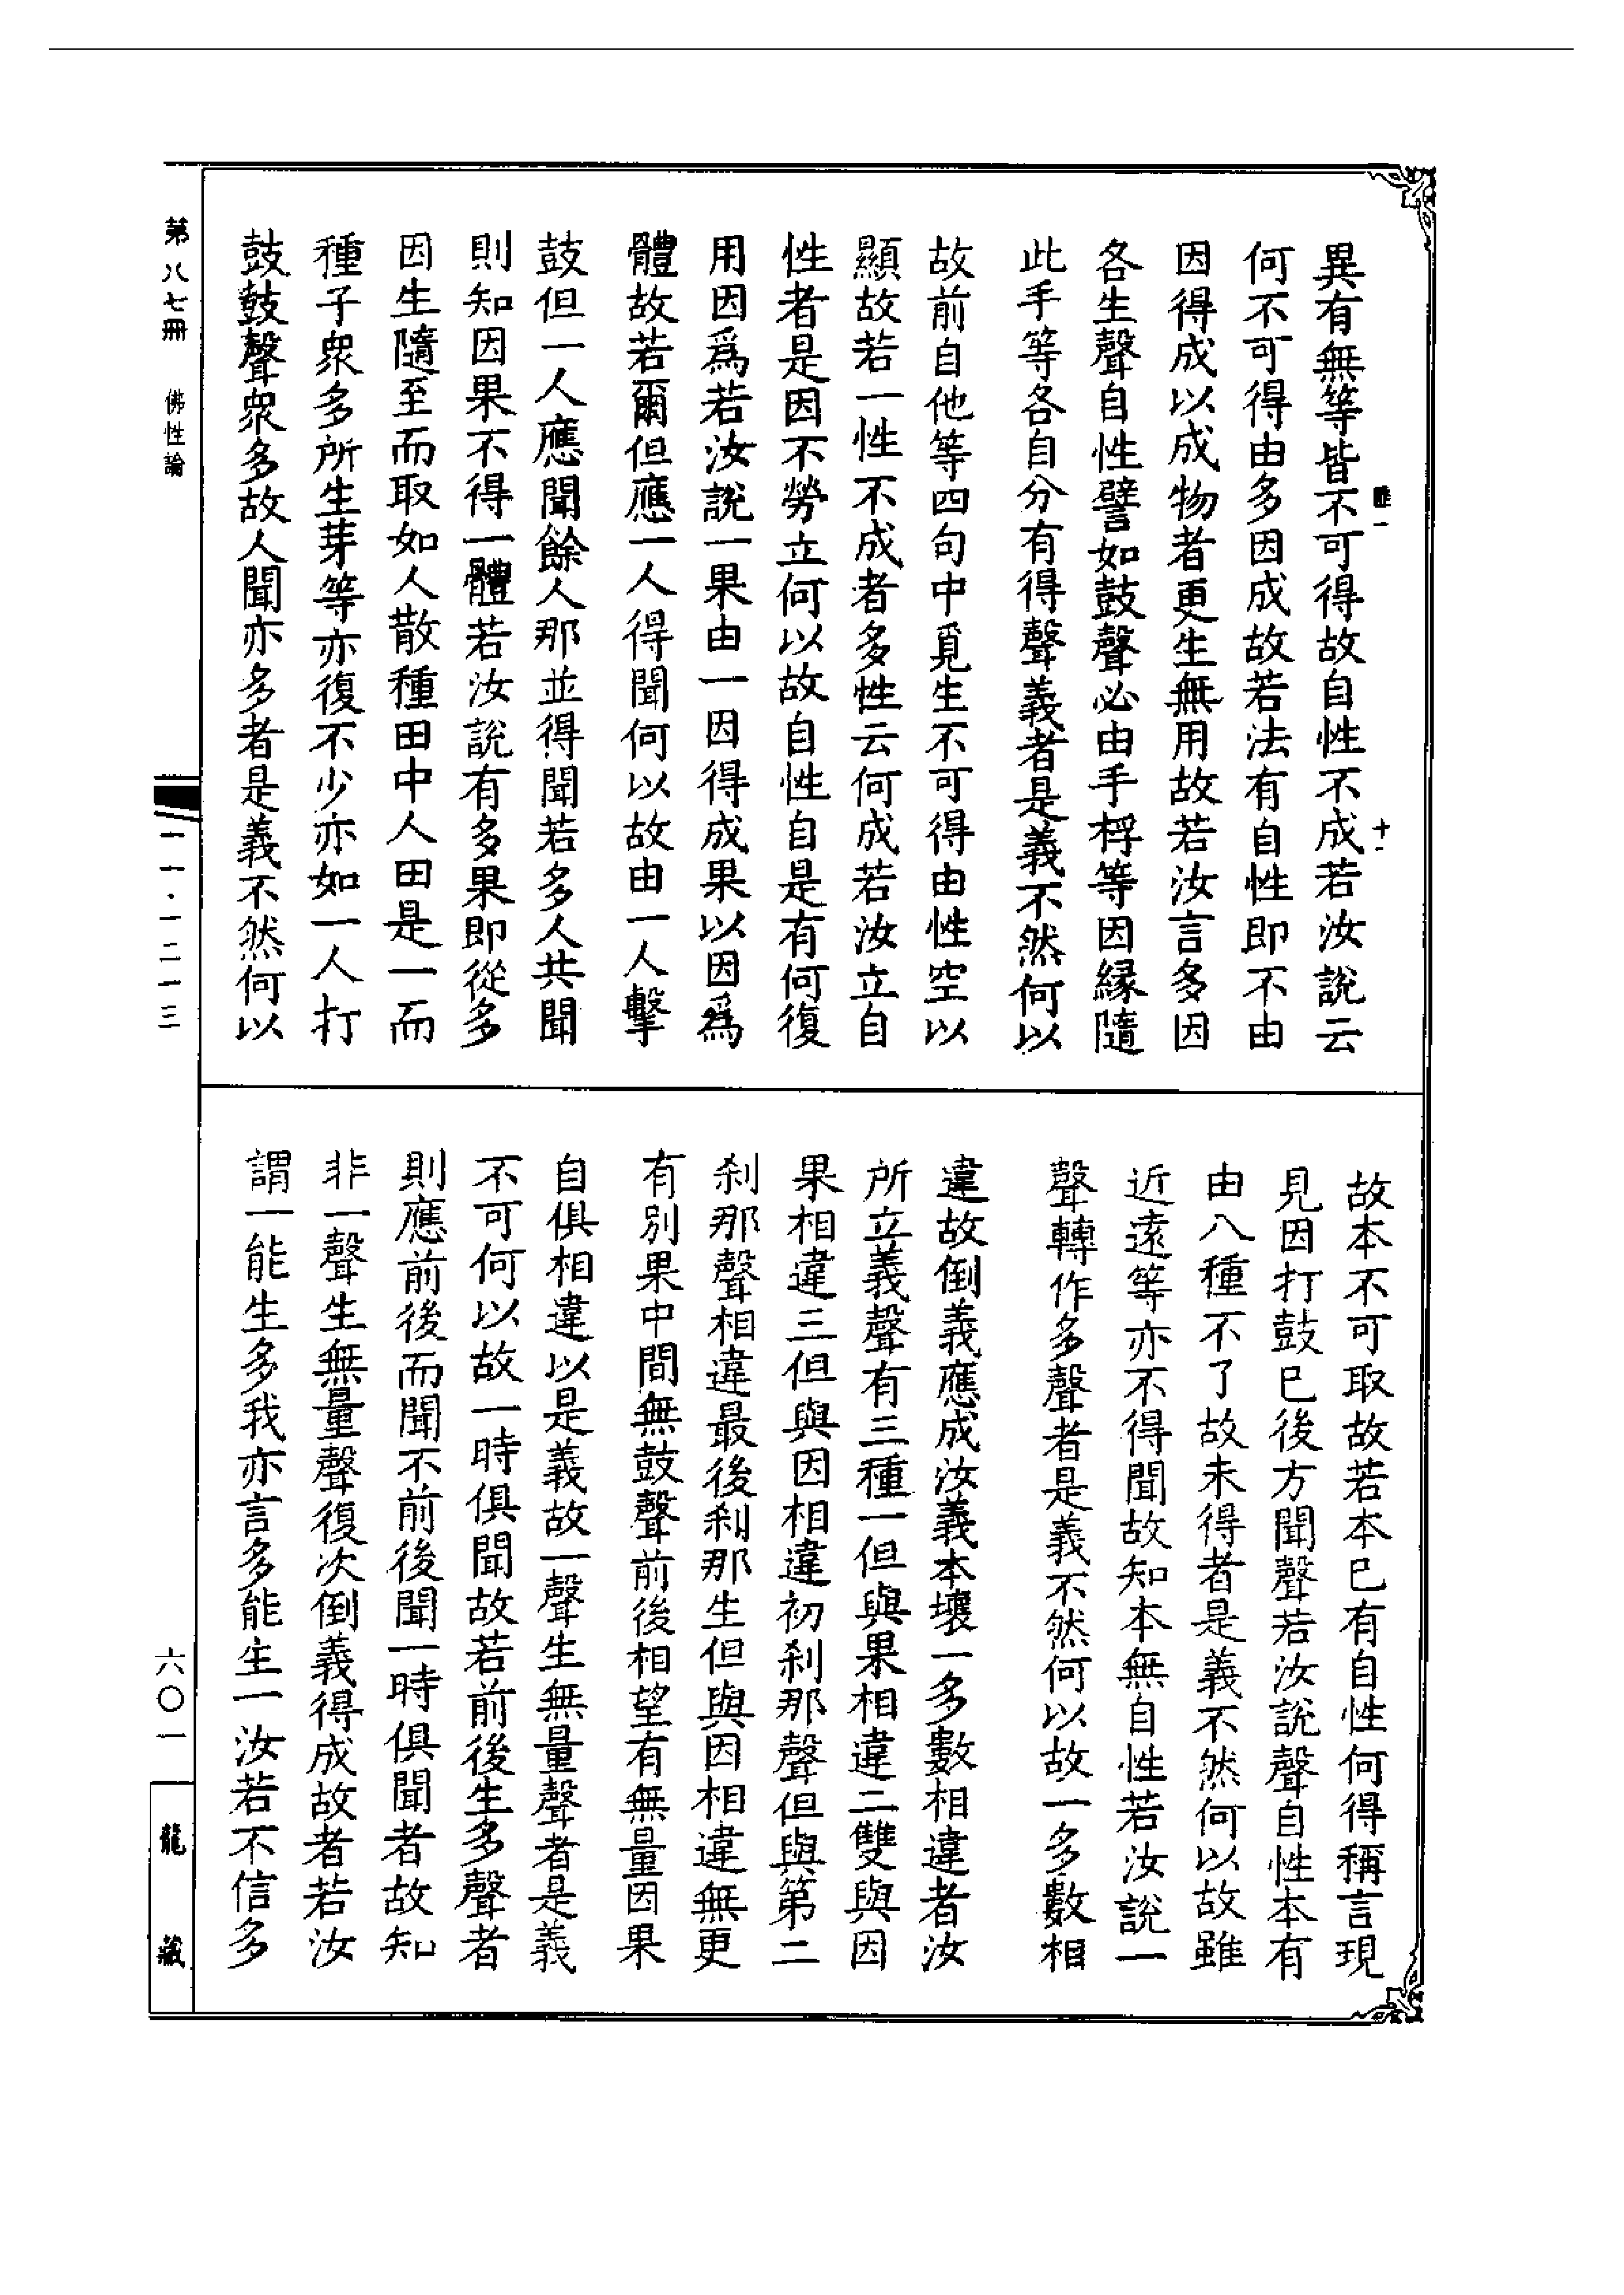 異有無等皆不可得故自性不成若汝說云
何不可得由多因成故若法有自性即不由
因得成以成物者更生無用故若汝言多因
各生聲自性譬如鼓聲必由手桴等因緣隨
此手等各自分有得聲義者是義不然何以
故前自他等四句中覓生不可得由性空以
顯故若一性不成者多性云何成若汝立自
性者是因不勞立何以故自性自是有何復
用因為若汝說一果由一因得成果以因為
體故若爾但應一人得聞何以故由一人擊
鼓但一人應聞餘人那並得聞若多人共聞
則知因果不得一體若汝說有多果即從多
因生隨至而取如人散種田中人田是一而
種子衆多所生芽等亦復不少亦如一人打
鼓鼓聲衆多故人聞亦多者是義不然何以
故本不可取故若本已有自性何得稱言現
見因打鼓已後方聞聲若汝說聲自性本有
由八種不了故未得者是義不然何以故雖
近遠等亦不得聞故知本無自性若汝說一
聲轉作多聲者是義不然何以故一多數相
違故倒義應成汝義本壞一多數相違者汝
所立義聲有三種一但與果相違二雙與因
果相違三但與因相違初刹那聲但與第二
刹那聲相違最後刹那生但與因相違無更
有別果中間無鼓聲前後相望有無量因果
自俱相違以是義故一聲生無量聲者是義
不可何以故一時俱聞故若前後生多聲者
則應前後而聞不前後聞一時俱聞者故知
非一聲生無量聲復次倒義得成故者若汝
謂一能生多我亦言多能生一汝若不信多
第八七冊 佛性論
一一·一二一三
六〇一
龍藏